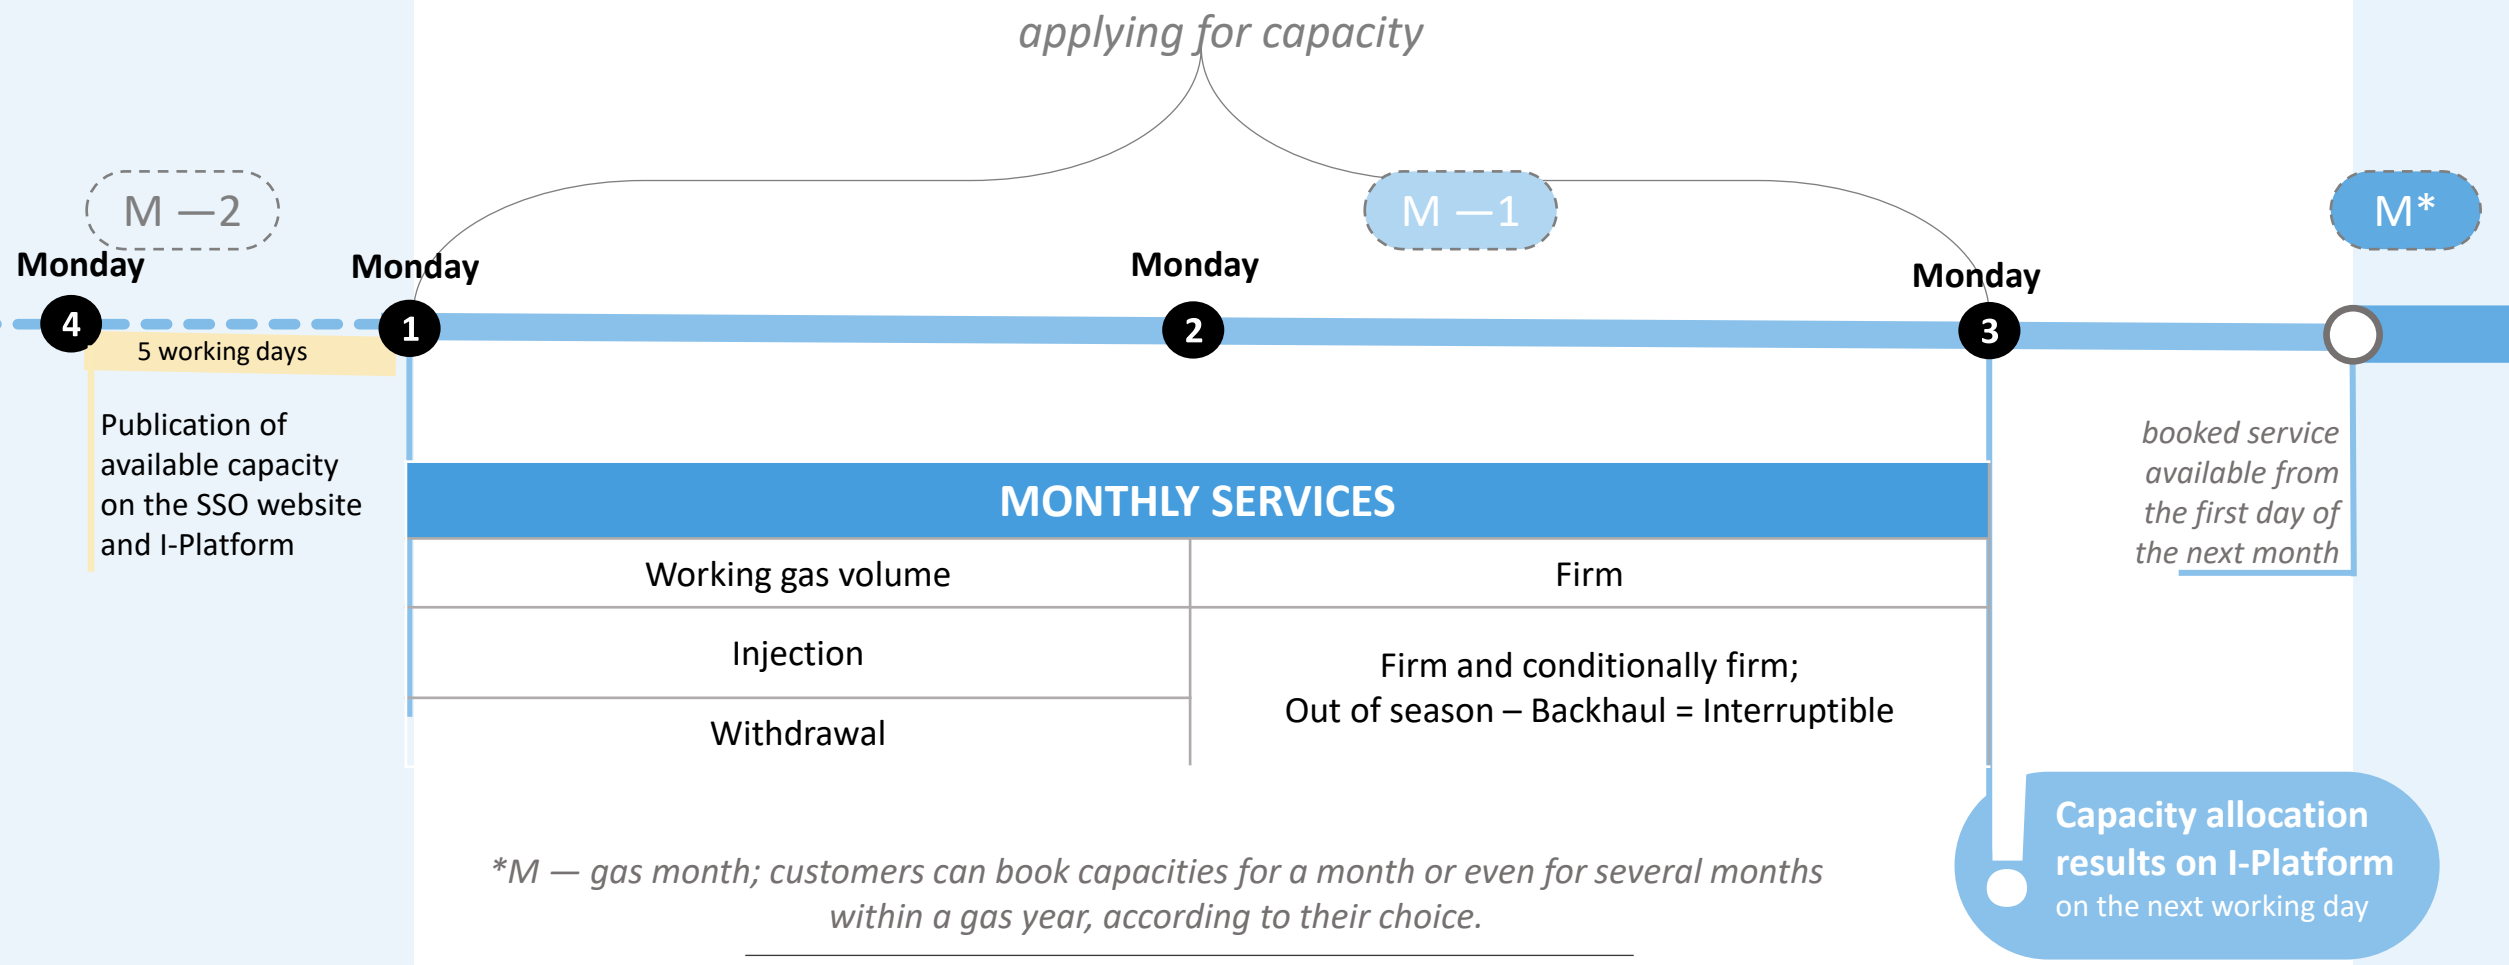 applying for capacity
M —2
M —1
M*
Monday
Monday
Monday
Monday
4
1
2
3
5 working days
Publication of
available capacity
on the SSO website
and I-Platform
booked service
available from
the first day of
the next month
MONTHLY SERVICES
Working gas volume
Firm
Injection
Withdrawal
Firm and conditionally firm;
Out of season – Backhaul = Interruptible
!
Capacity allocation
results on I-Platform
on the next working day
*M — gas month; customers can book capacities for a month or even for several months
within a gas year, according to their choice.